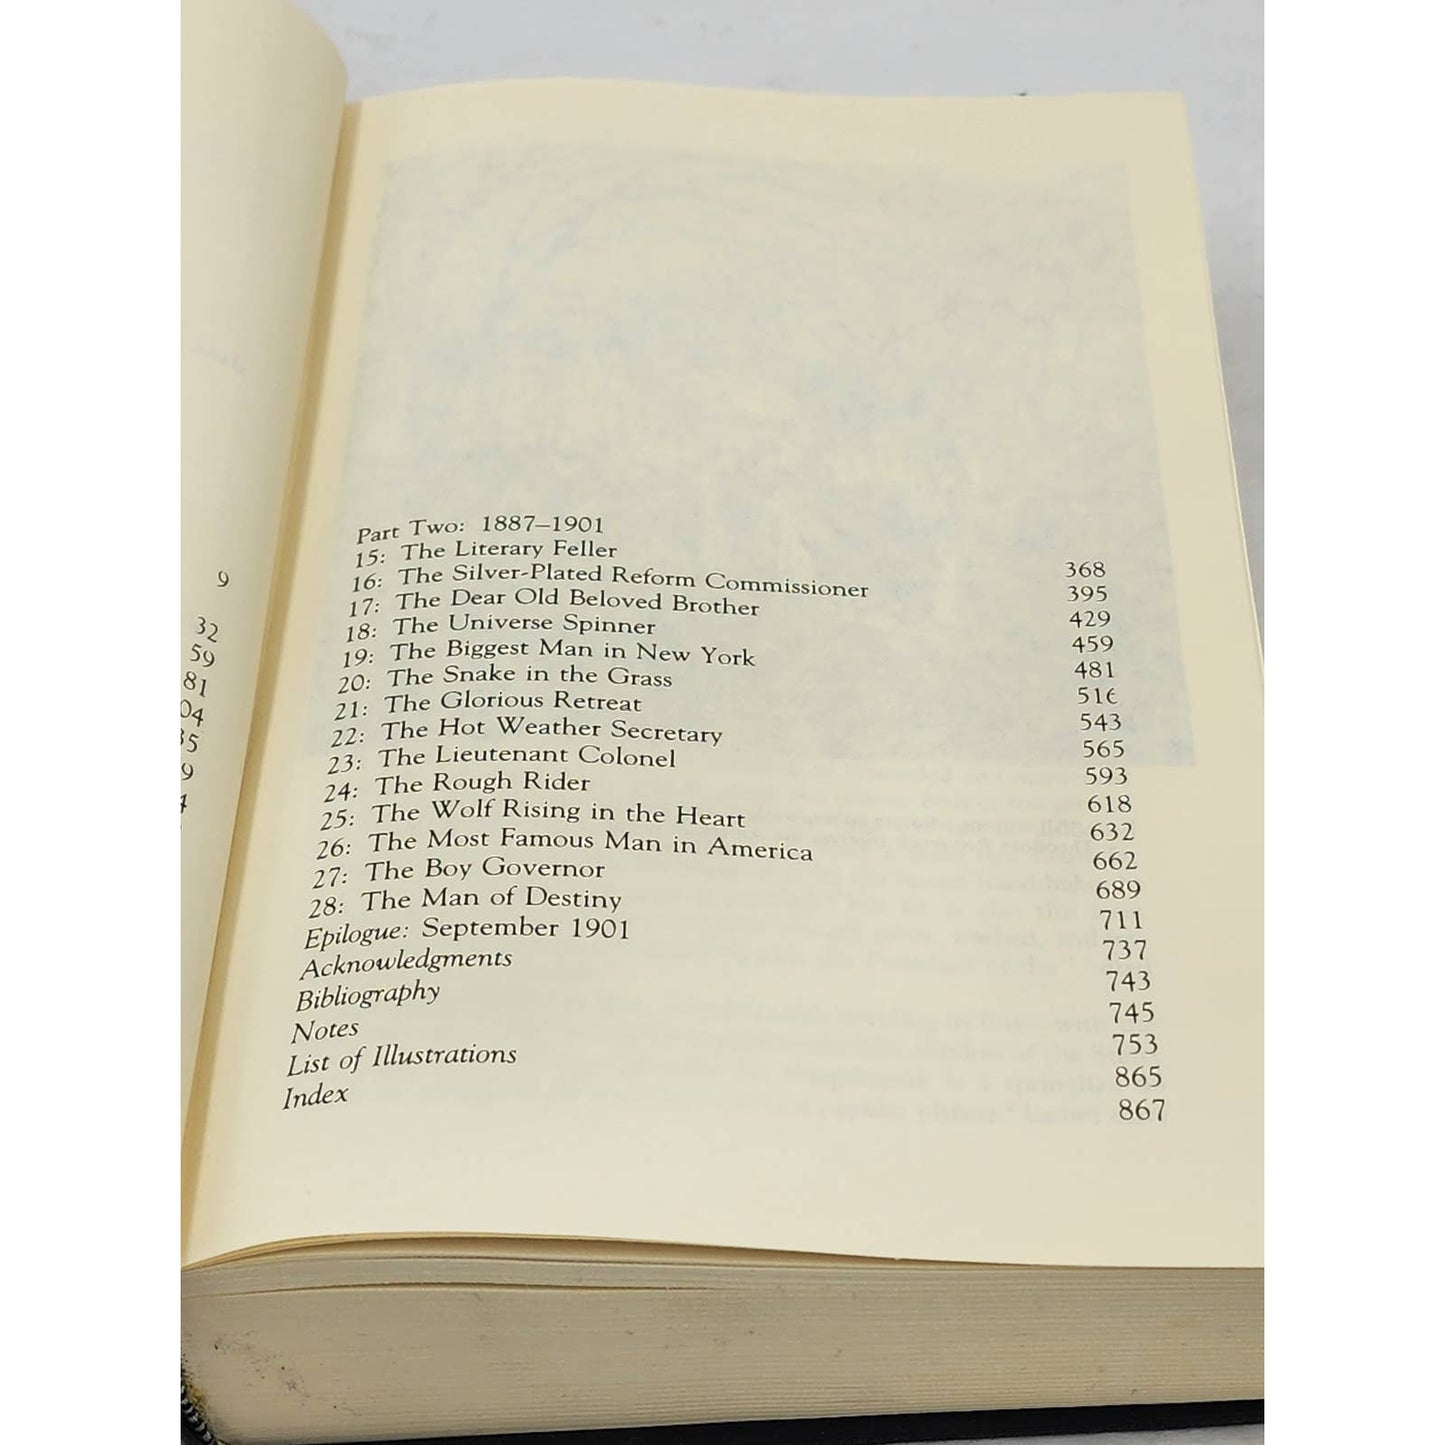 9
32
59
81
Part Two: 1887–1901
15: The Literary Feller 368
16: The Silver-Plated Reform Commissioner 395
17: The Dear Old Beloved Brother 429
18: The Universe Spinner 459
19: The Biggest Man in New York 481
20: The Snake in the Grass 516
21: The Glorious Retreat 543
22: The Hot Weather Secretary 565
23: The Lieutenant Colonel 593
24: The Rough Rider 618
25: The Wolf Rising in the Heart 632
26: The Most Famous Man in America 662
27: The Boy Governor 689
28: The Man of Destiny 711
Epilogue: September 1901 737
Acknowledgments 743
Bibliography 745
Notes 753
List of Illustrations 865
Index 867